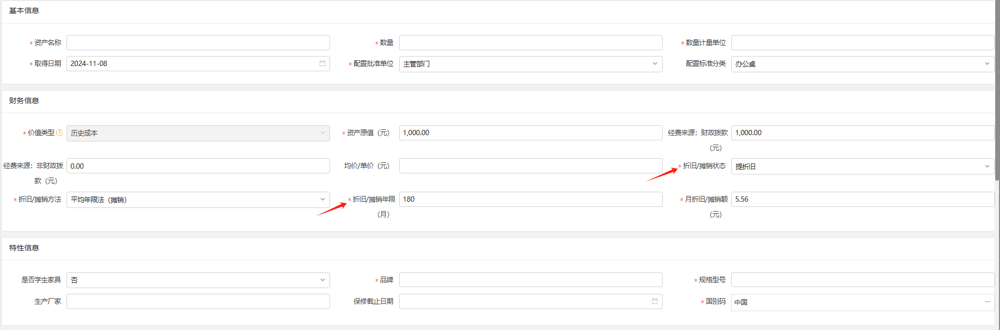 基本信息
* 资产名称
* 数量
* 数量计量单位
* 取得日期 2024-11-08
* 配置批准单位 主管部门
配置标准分类 办公桌
财务信息
* 价值类型 ? 历史成本
* 资产原值（元） 1,000.00
经费来源：财政拨款 1,000.00
（元）
经费来源：非财政拨 0.00
款（元）
均价/单价（元）
* 折旧/摊销状态 提折旧
* 折旧/摊销方法 平均年限法（摊销）
* 折旧/摊销年限 180
（月）
* 月折旧/摊销额 5.56
（元）
特性信息
是否学生家具 否
* 品牌
* 规格型号
生产厂家
保修截止日期
* 国别码 中国 ...